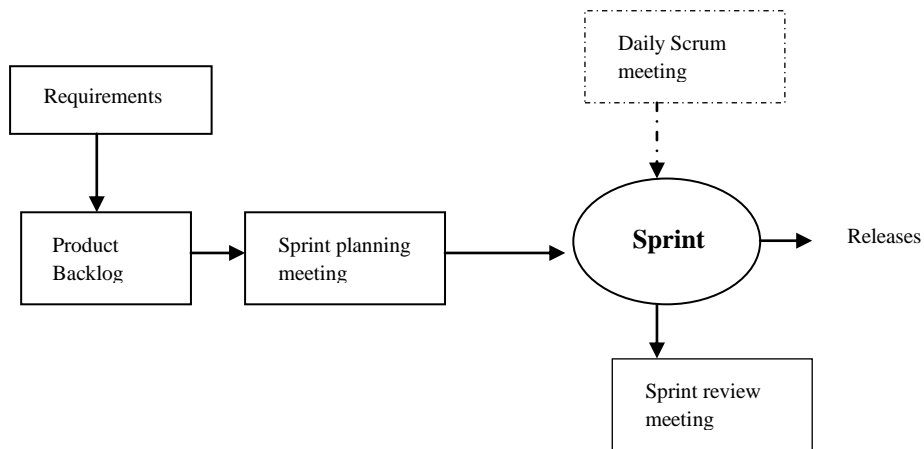 Daily Scrum
meeting
Requirements
Product
Backlog
Sprint planning
meeting
Sprint
Releases
Sprint review
meeting